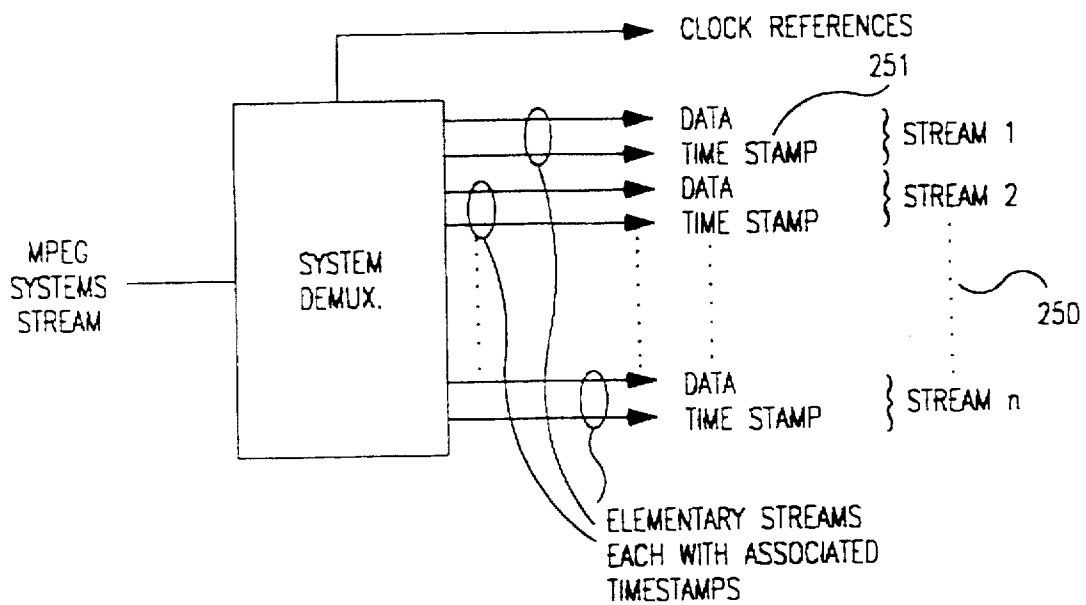 CLOCK REFERENCES
251
DATA
TIME STAMP
STREAM 1
DATA
TIME STAMP
STREAM 2
MPEG
SYSTEMS
STREAM
SYSTEM
DEMUX.
250
DATA
TIME STAMP
STREAM n
ELEMENTARY STREAMS
EACH WITH ASSOCIATED
TIMESTAMPS